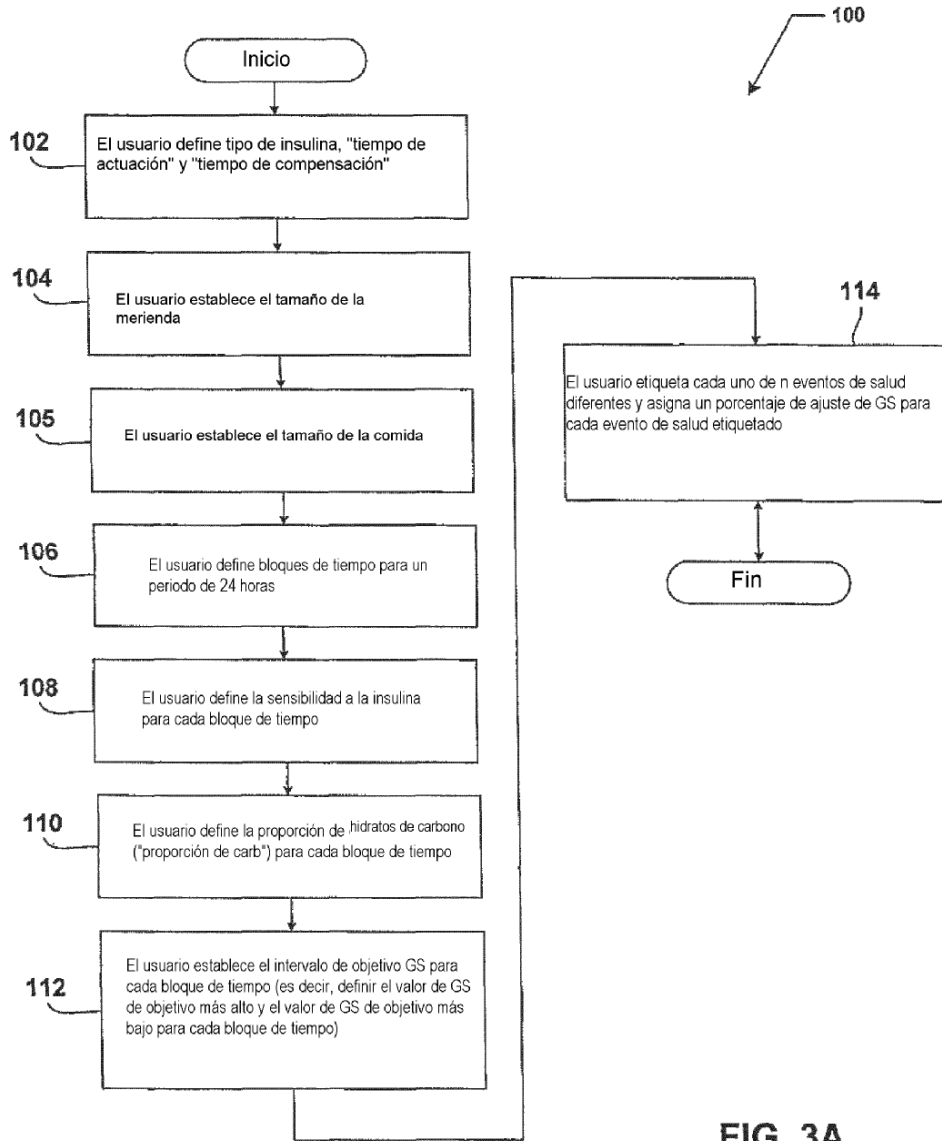 100
Inicio
102
El usuario define tipo de insulina, "tiempo de
actuación" y "tiempo de compensación"
104
El usuario establece el tamaño de la
merienda
105
El usuario establece el tamaño de la comida
106
El usuario define bloques de tiempo para un
periodo de 24 horas
108
El usuario define la sensibilidad a la insulina
para cada bloque de tiempo
110
El usuario define la proporción de hidratos de carbono
("proporción de carb") para cada bloque de tiempo
112
El usuario establece el intervalo de objetivo GS para
cada bloque de tiempo (es decir, definir el valor de GS
de objetivo más alto y el valor de GS de objetivo más
bajo para cada bloque de tiempo)
114
El usuario etiqueta cada uno de n eventos de salud
diferentes y asigna un porcentaje de ajuste de GS para
cada evento de salud etiquetado
Fin
FIG. 3A